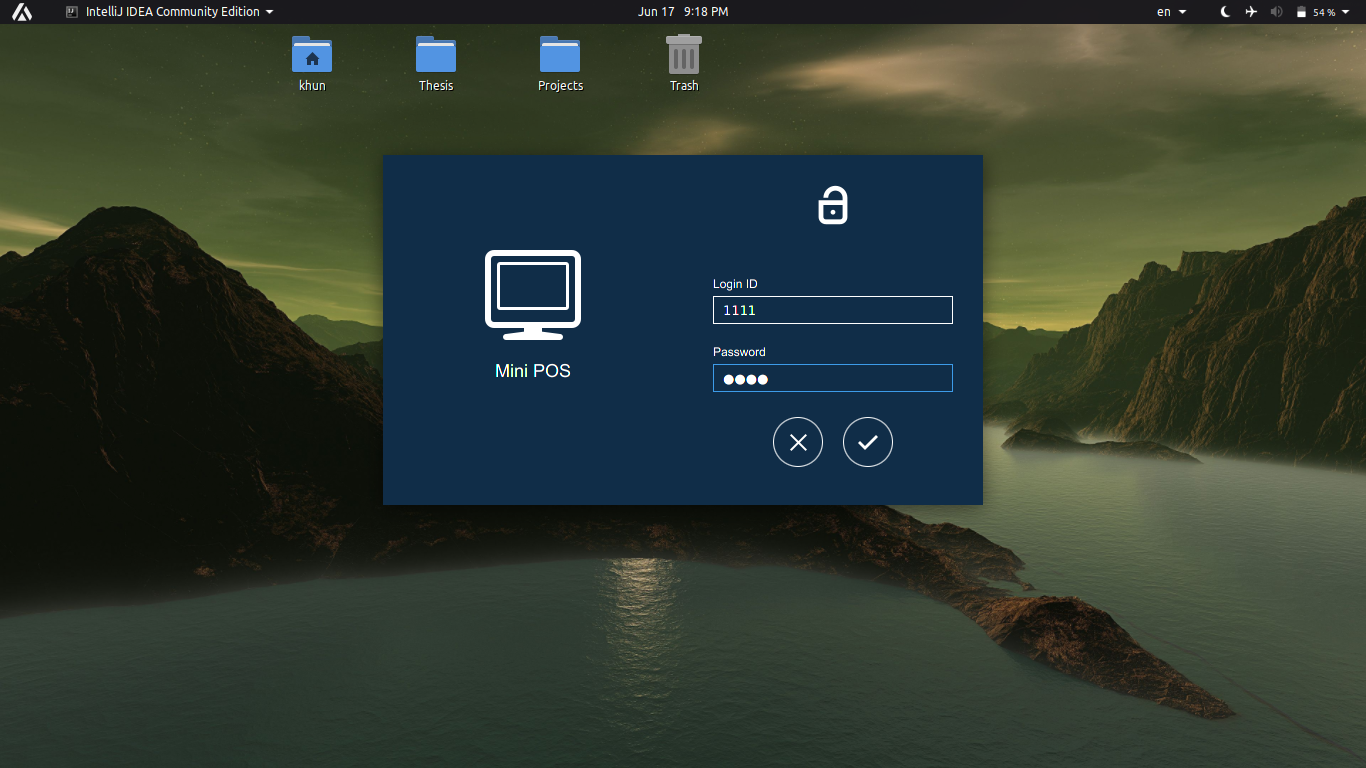 IntelliJ IDEA Community Edition
Jun 17 9:18 PM
en
54 %
khun
Thesis
Projects
Trash
Mini POS
Login ID
1111
Password